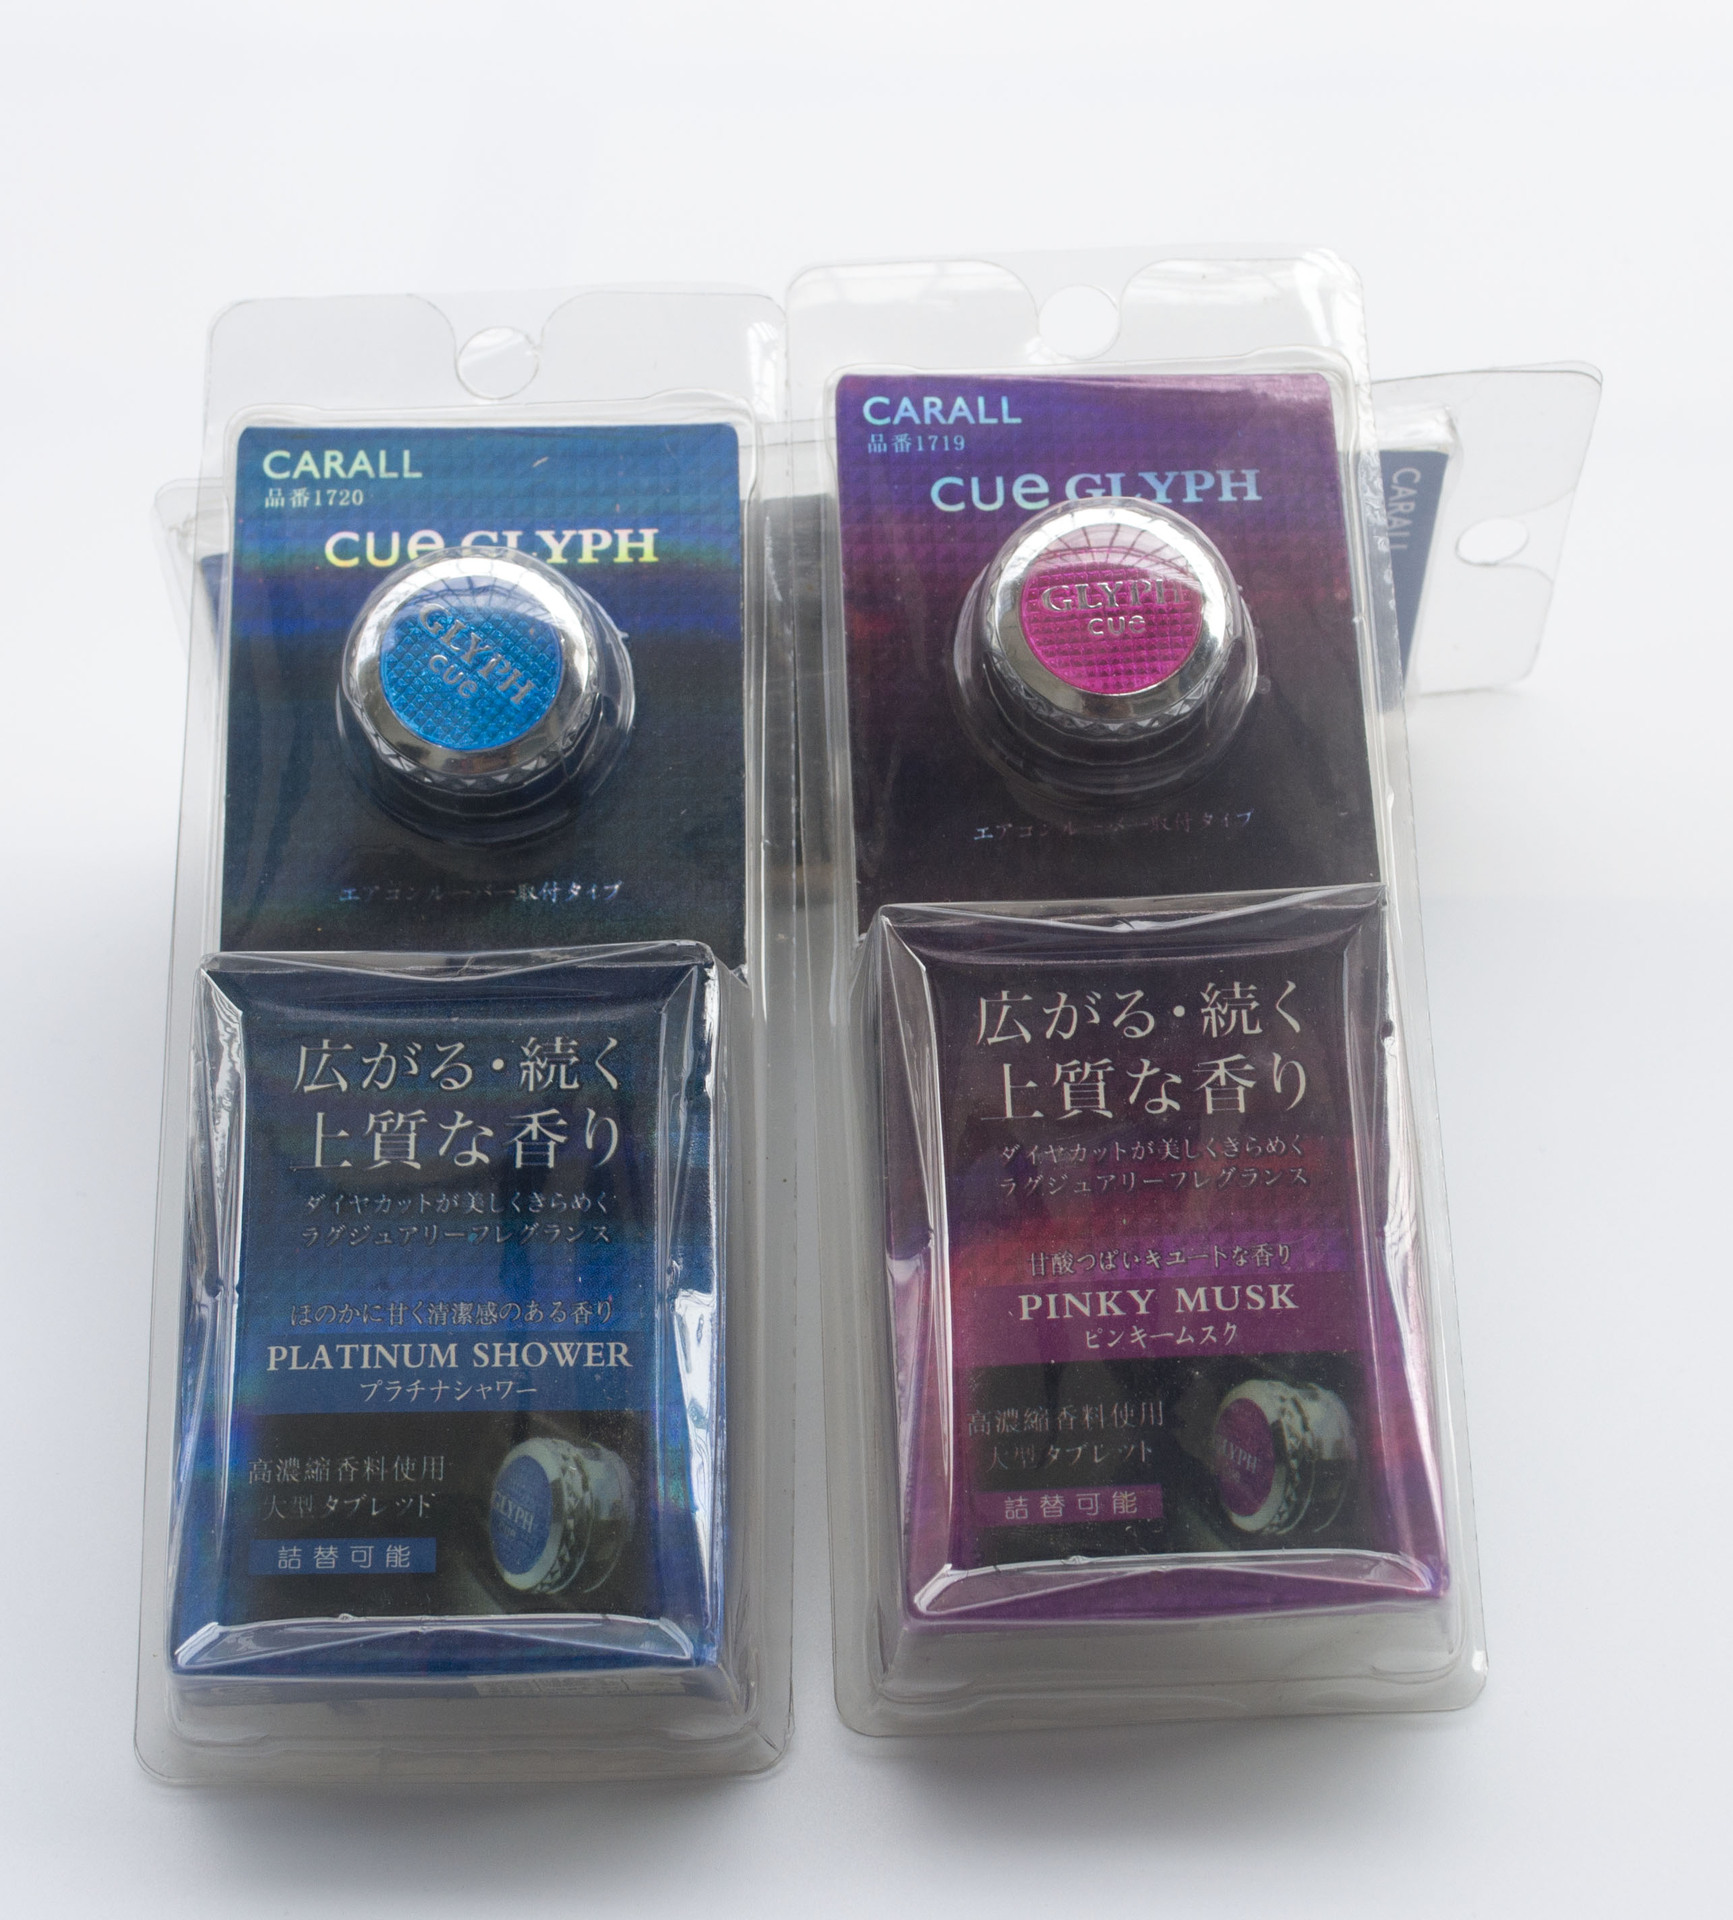 CARALL
品番1720
cue GLYPH
GLYPH
cue
エアコンルーバー取付タイプ
広がる・続く
上質な香り
ダイヤカットが美しくきらめく
ラグジュアリーフレグランス
ほのかに甘く清潔感のある香り
PLATINUM SHOWER
プラチナシャワー
高濃縮香料使用
大型タブレット
詰替可能
GLYPH
CARALL
品番1719
cue GLYPH
GLYPH
cue
エアコンルーバー取付タイプ
広がる・続く
上質な香り
ダイヤカットが美しくきらめく
ラグジュアリーフレグランス
甘酸つぱいキュートな香り
PINKY MUSK
ピンキームスク
高濃縮香料使用
大型タブレット
詰替可能
GLYPH
CARALL